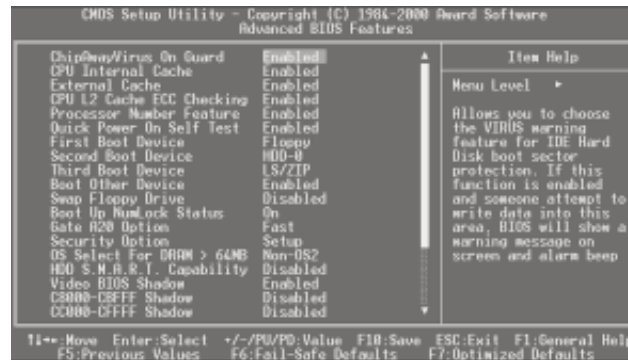 CMOS Setup Utility - Copyright (C) 1984-2000 Award Software
Advanced BIOS Features
ChipAwayVirus On Guard Enabled
CPU Internal Cache Enabled
External Cache Enabled
CPU L2 Cache ECC Checking Enabled
Processor Number Feature Enabled
Quick Power On Self Test Enabled
First Boot Device Floppy
Second Boot Device HDD-0
Third Boot Device LS/ZIP
Boot Other Device Enabled
Swap Floppy Drive Disabled
Boot Up NumLock Status On
Gate A20 Option Fast
Security Option Setup
OS Select For DRAM > 64MB Non-OS2
HDD S.M.A.R.T. Capability Disabled
Video BIOS Shadow Enabled
C8000-CBFFF Shadow Disabled
CC000-CFFFF Shadow Disabled
Item Help
Menu Level ►
Allows you to choose
the VIRUS warning
feature for IDE Hard
Disk boot sector
protection. If this
function is enabled
and someone attempt to
write data into this
area, BIOS will show a
warning message on
screen and alarm beep
↑↓→←:Move Enter:Select +/-/PU/PD:Value F10:Save ESC:Exit F1:General Help
F5:Previous Values F6:Fail-Safe Defaults F7:Optimized Defaults